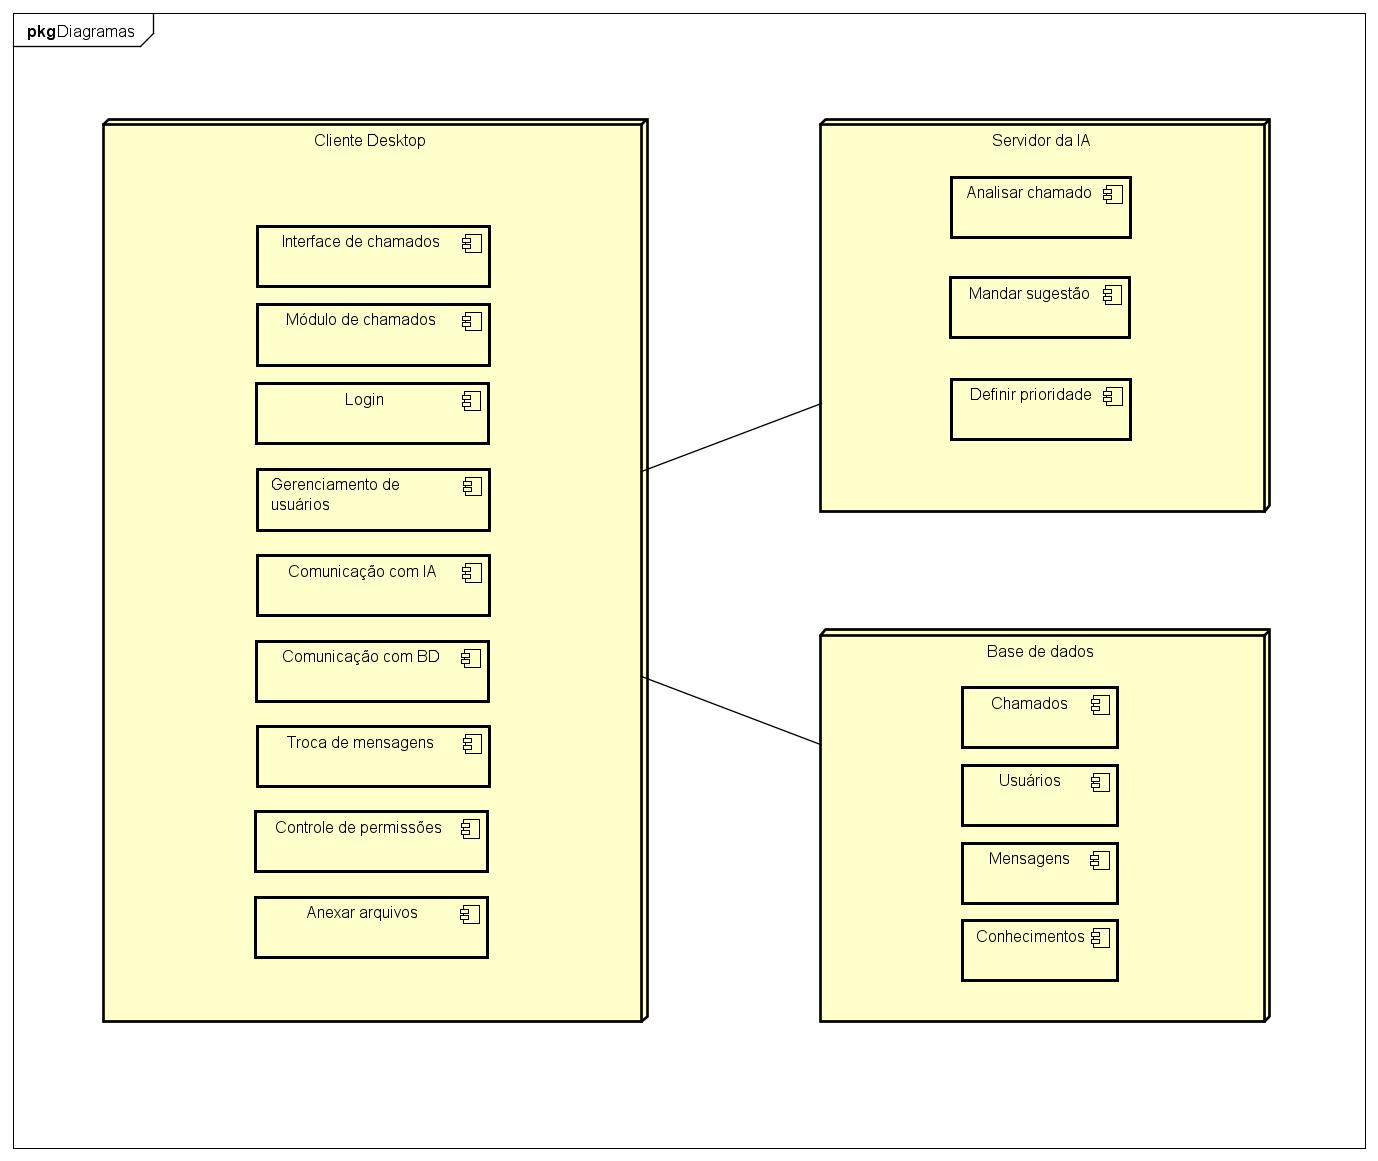 pkgDiagramas
Cliente Desktop
Interface de chamados
Módulo de chamados
Login
Gerenciamento de
usuários
Comunicação com IA
Comunicação com BD
Troca de mensagens
Controle de permissões
Anexar arquivos
Servidor da IA
Analisar chamado
Mandar sugestão
Definir prioridade
Base de dados
Chamados
Usuários
Mensagens
Conhecimentos